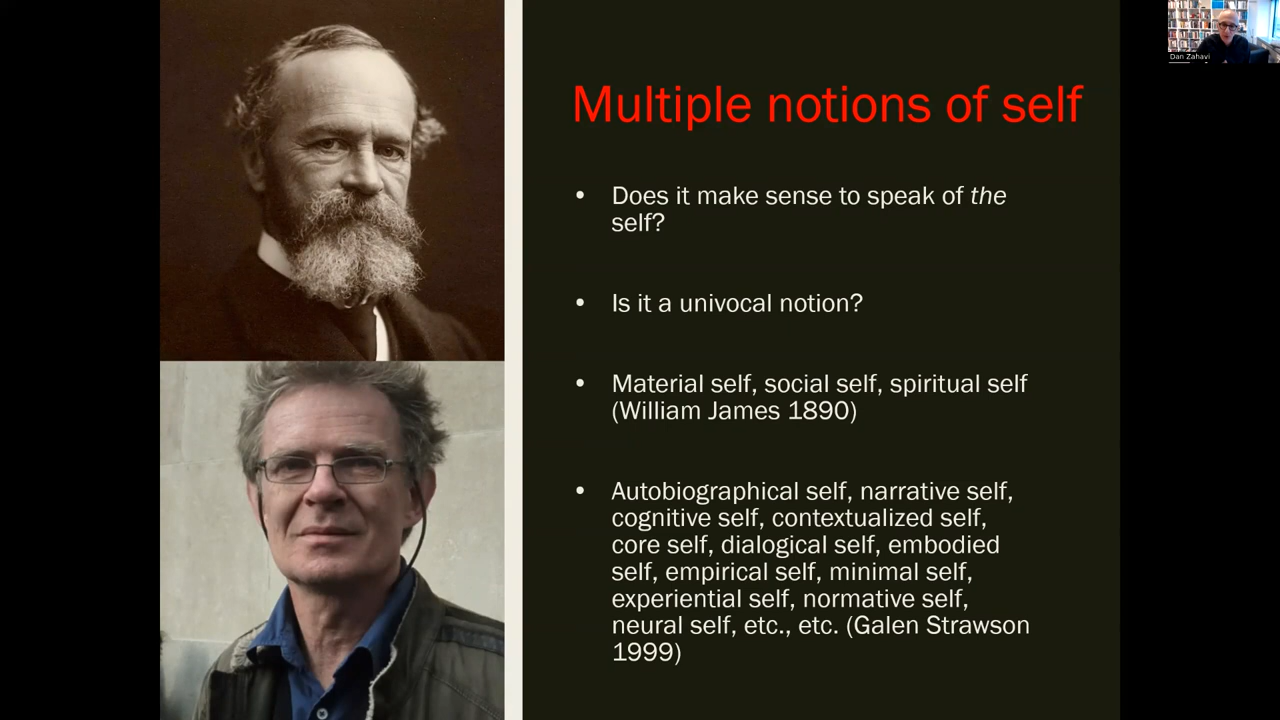 Multiple notions of self
• Does it make sense to speak of the
self?
• Is it a univocal notion?
• Material self, social self, spiritual self
(William James 1890)
• Autobiographical self, narrative self,
cognitive self, contextualized self,
core self, dialogical self, embodied
self, empirical self, minimal self,
experiential self, normative self,
neural self, etc., etc. (Galen Strawson
1999)
Dan Zahavi